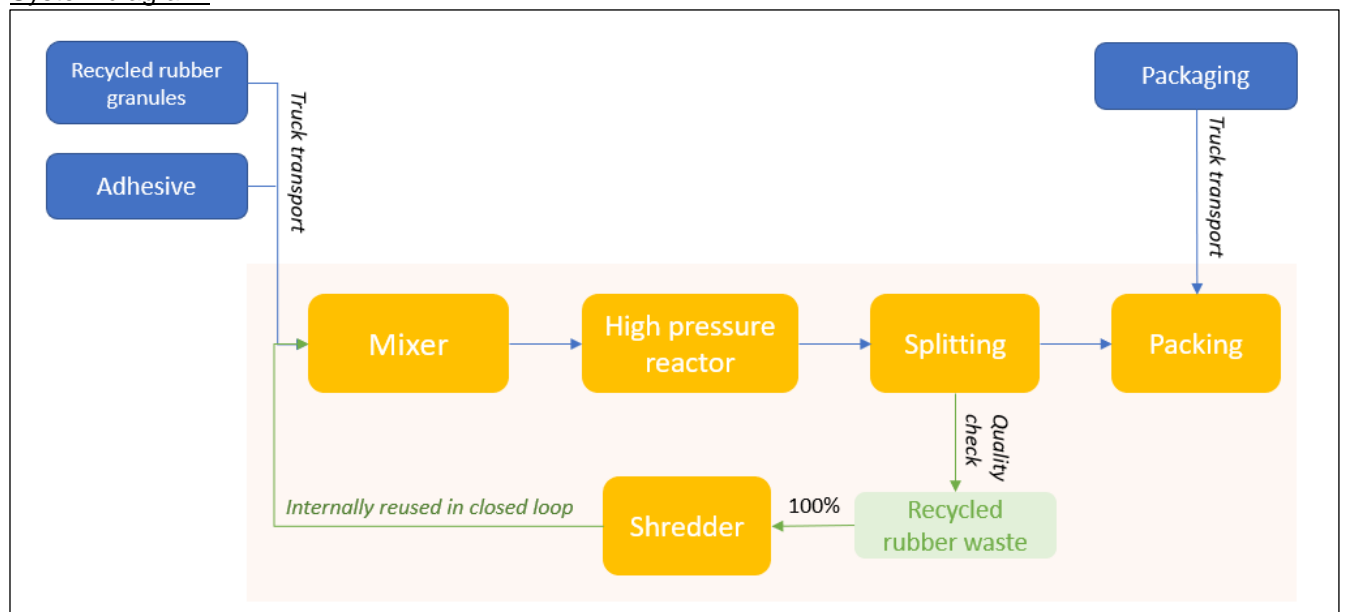 Recycled rubber
granules
Adhesive
Truck transport
Packaging
Truck transport
Mixer
High pressure
reactor
Splitting
Packing
Quality
check
Internally reused in closed loop
Shredder
100%
Recycled
rubber waste